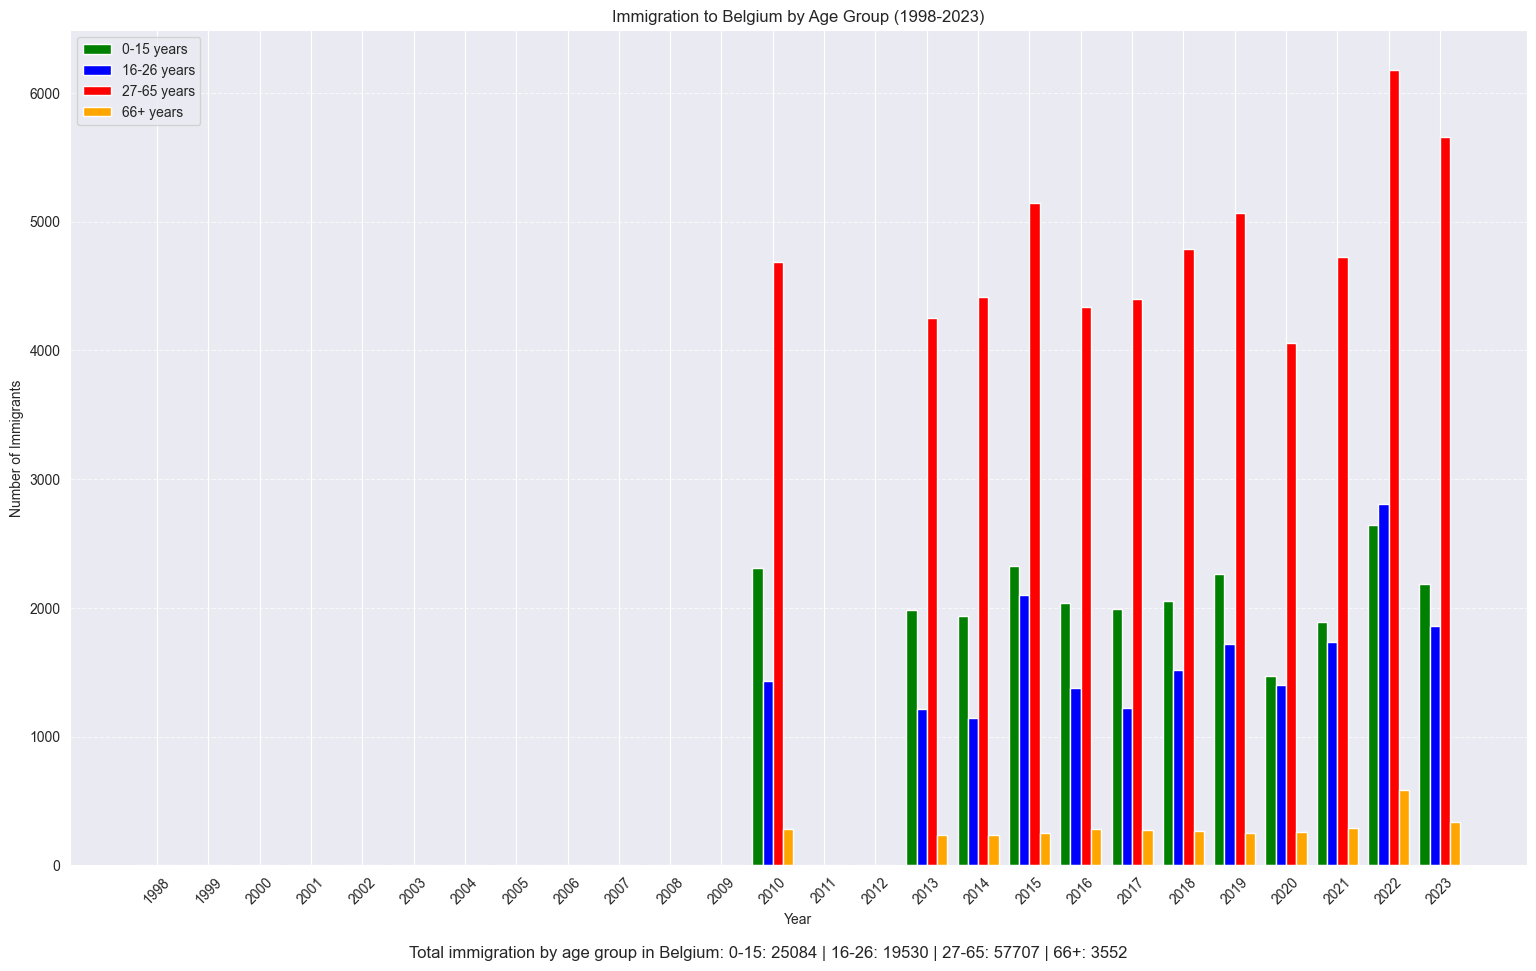 Immigration to Belgium by Age Group (1998-2023)
0-15 years
16-26 years
27-65 years
66+ years
Number of Immigrants
6000
5000
4000
3000
2000
1000
0
1998 1999 2000 2001 2002 2003 2004 2005 2006 2007 2008 2009 2010 2011 2012 2013 2014 2015 2016 2017 2018 2019 2020 2021 2022 2023
Year
Total immigration by age group in Belgium: 0-15: 25084 | 16-26: 19530 | 27-65: 57707 | 66+: 3552